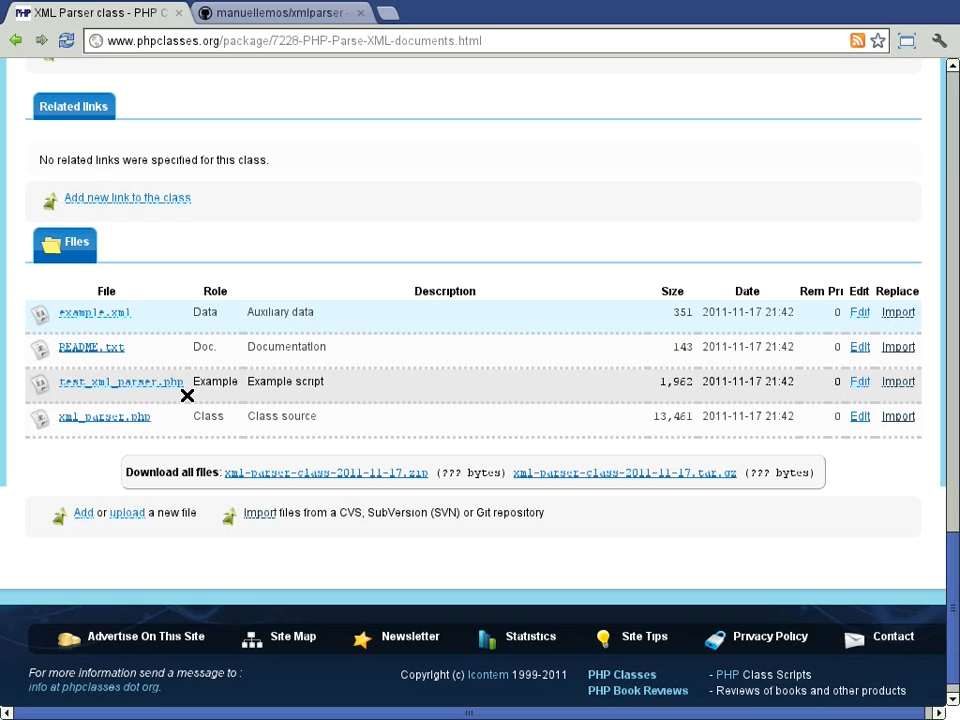 XML Parser class - PHP C
manuellemos/xmlparser -
www.phpclasses.org/package/7228-PHP-Parse-XML-documents.html
Related links
No related links were specified for this class.
Add new link to the class
Files
File Role Description Size Date Rem Pri Edit Replace
example.xml Data Auxiliary data 351 2011-11-17 21:42 0 Edit Import
README.txt Doc. Documentation 143 2011-11-17 21:42 0 Edit Import
test_xml_parser.php Example Example script 1,962 2011-11-17 21:42 0 Edit Import
xml_parser.php Class Class source 13,461 2011-11-17 21:42 0 Edit Import
Download all files: xml-parser-class-2011-11-17.zip (??? bytes) xml-parser-class-2011-11-17.tar.gz (??? bytes)
Add or upload a new file Import files from a CVS, SubVersion (SVN) or Git repository
Advertise On This Site Site Map Newsletter Statistics Site Tips Privacy Policy Contact
For more information send a message to :
info at phpclasses dot org.
Copyright (c) Icontem 1999-2011
PHP Classes - PHP Class Scripts
PHP Book Reviews - Reviews of books and other products